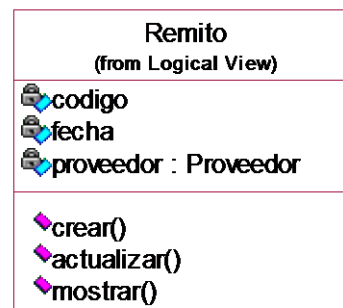 Remito
(from Logical View)
codigo
fecha
proveedor : Proveedor
crear()
actualizar()
mostrar()